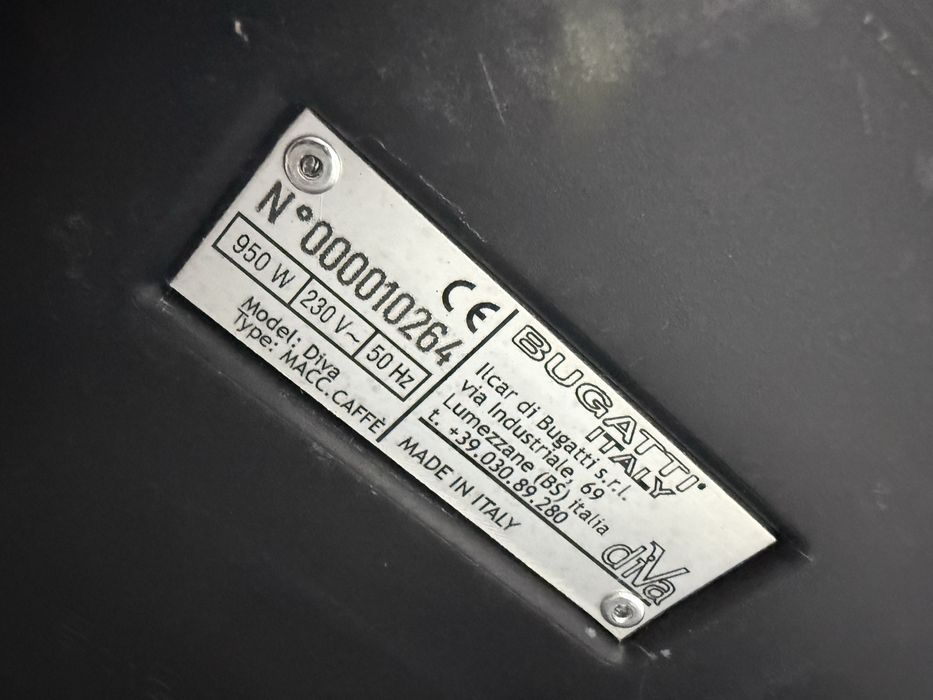 N°000010264
CE
950 W 230 V~ 50 Hz
Model: Diva
Type: MACC.CAFFÈ
BUGATTI
ITALY
Ilcar di Bugatti s.r.l.
via Industriale, 69
Lumezzane (BS) italia
t. +39.030.89.280
MADE IN ITALY
diva